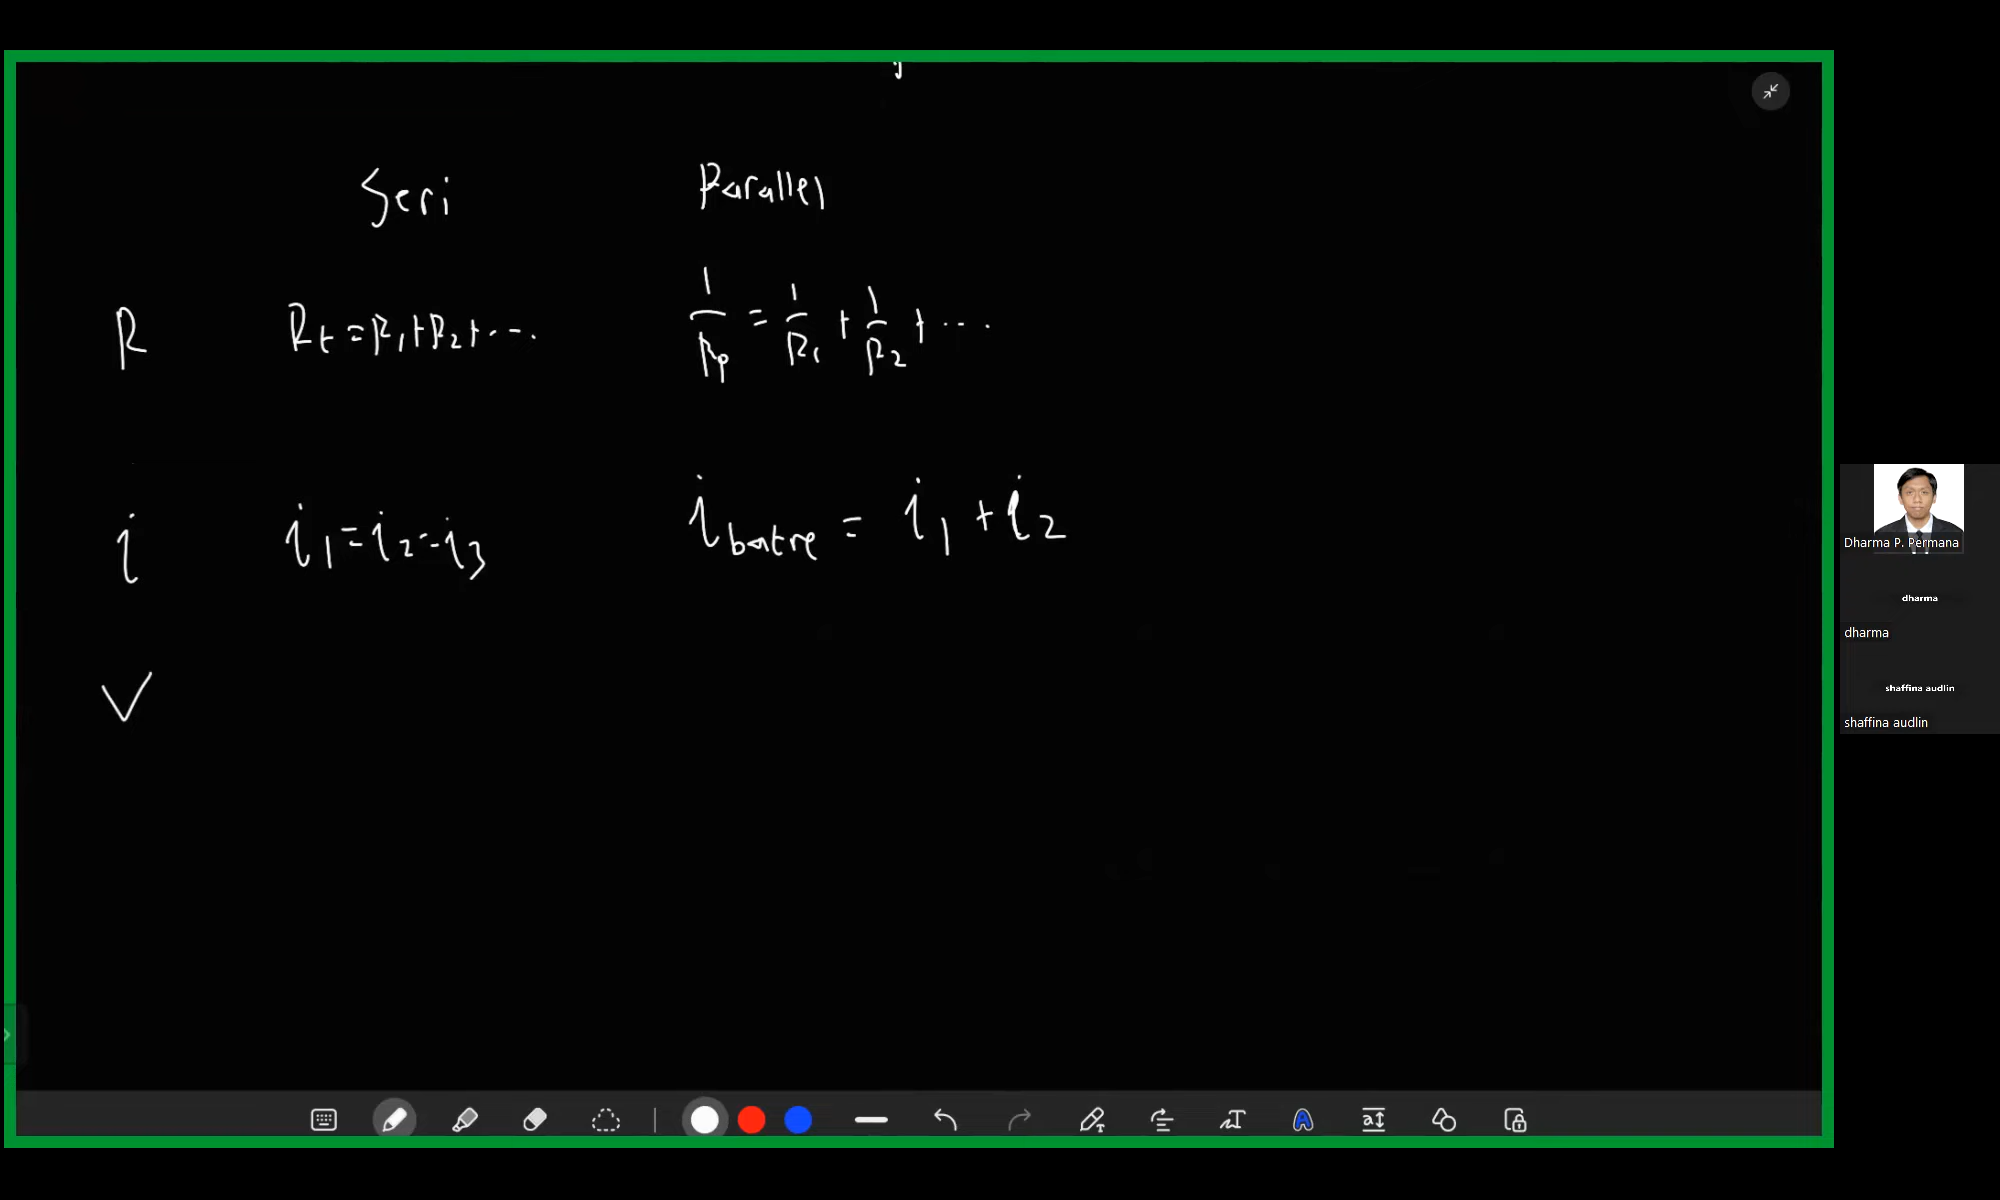 Seri Parallel
R Rt = R1 + R2 + ... 1/Rp = 1/R1 + 1/R2 + ...
i i1 = i2 = i3 i batre = i1 + i2
V
Dharma P. Permana
dharma
dharma
shaffina audlin
shaffina audlin